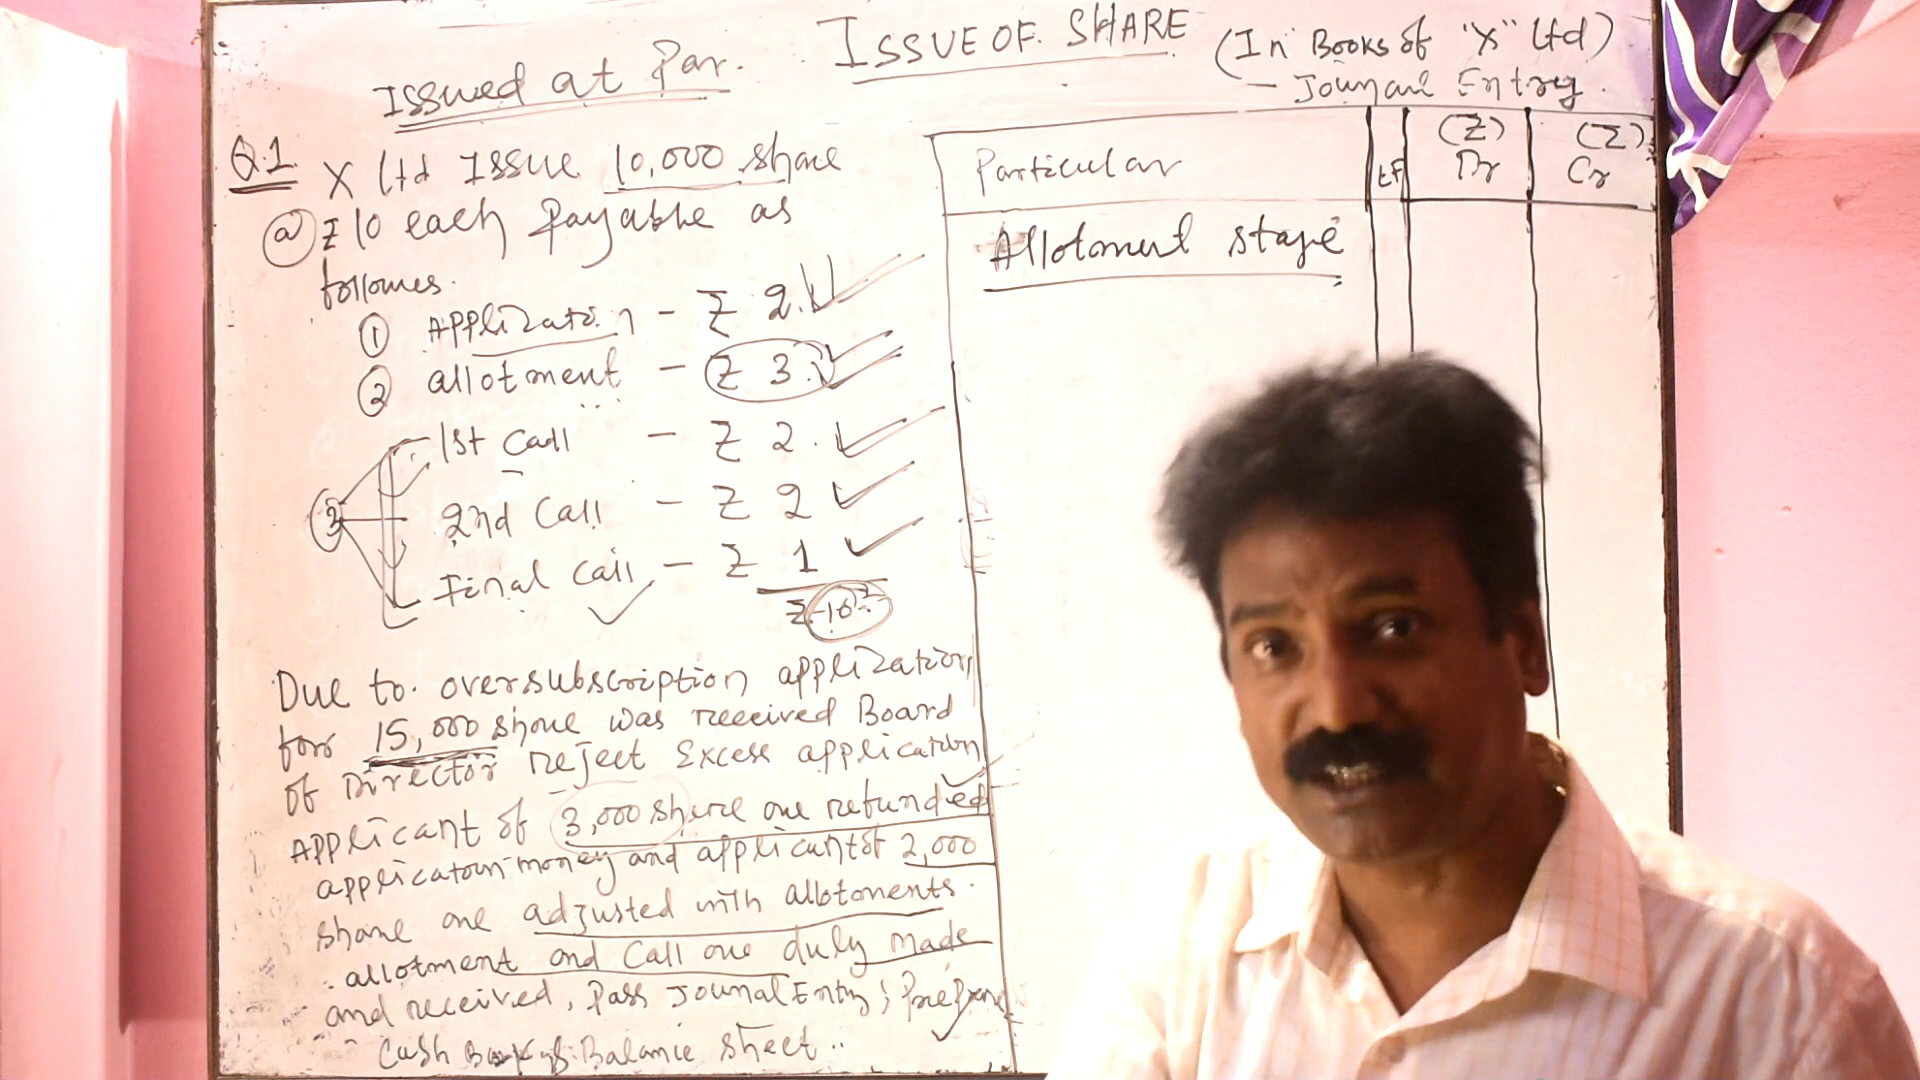 ISSUE OF SHARE
Issued at Par.
(In Books of "X" Ltd)
- Journal Entry.
Q.1 X Ltd Issue 10,000 share
@ ₹10 each payable as
follows.
① Application - ₹ 2.
② allotment - ₹ 3.
③ 1st Call - ₹ 2.
2nd Call - ₹ 2
Final Call - ₹ 1
₹ 10
Due to oversubscription application
for 15,000 share was received Board
of Director reject Excess application
Applicant of 3,000 share are refunded
application money and applicant of 2,000
share are adjusted with allotments.
allotment and Call are duly made
and received, Pass Journal Entry; Prepare
Cash Book Balance sheet..
Particular LF (₹) Dr (₹) Cr
Allotment stage